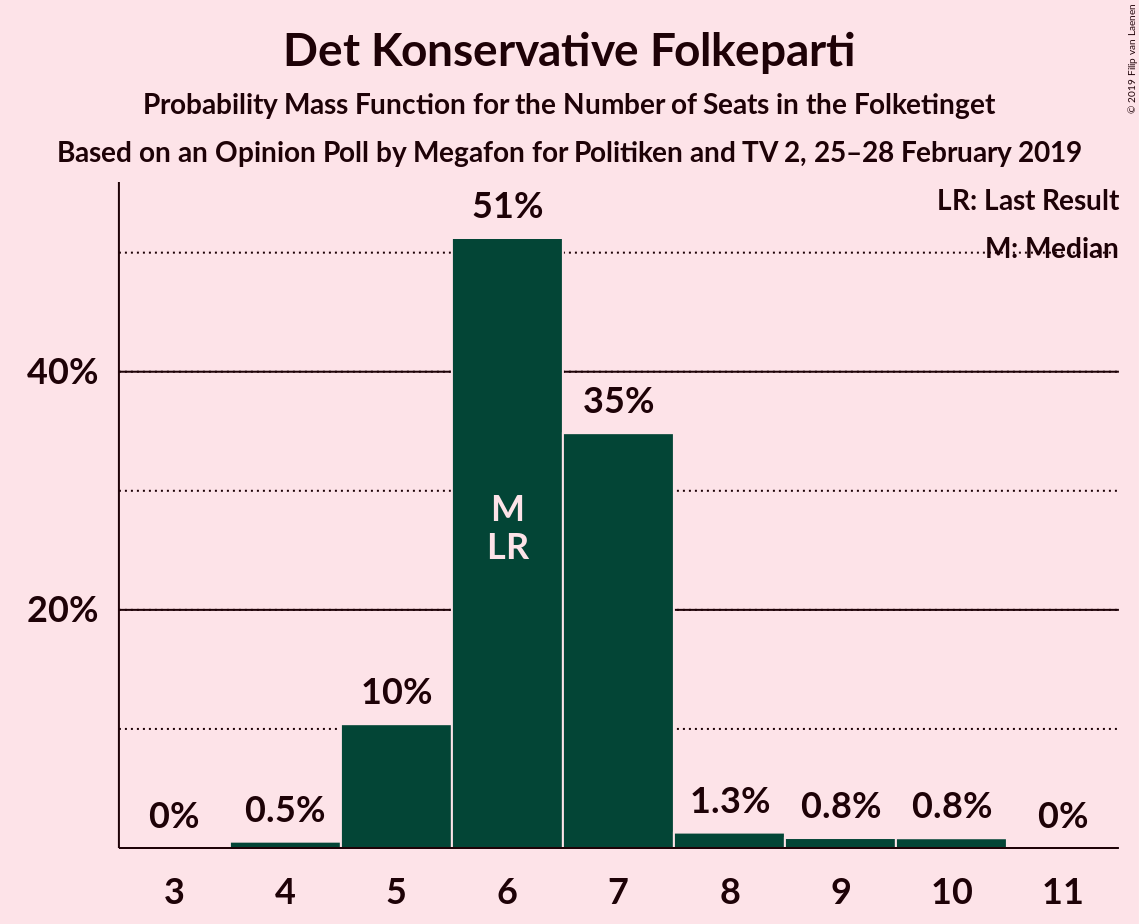 Det Konservative Folkeparti
Probability Mass Function for the Number of Seats in the Folketinget
Based on an Opinion Poll by Megafon for Politiken and TV 2, 25–28 February 2019
© 2019 Filip van Laenen
LR: Last Result
M: Median
51%
40%
35%
M
LR
20%
10%
0%
0.5%
1.3%
0.8%
0.8%
0%
3 4 5 6 7 8 9 10 11